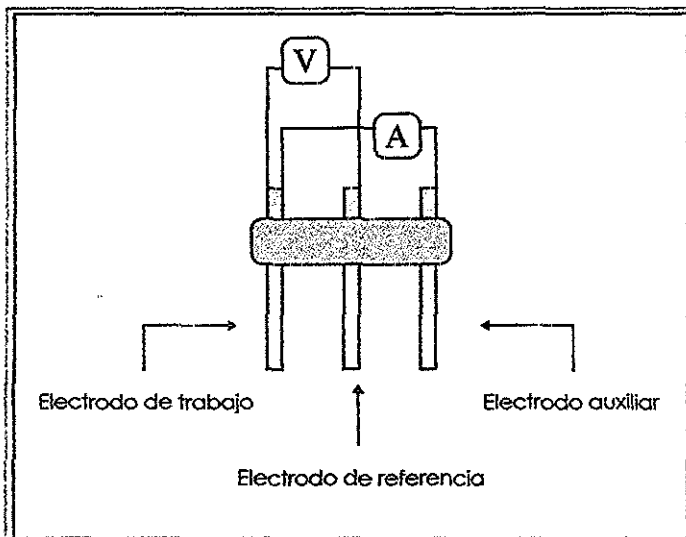 V
A
Electrodo de trabajo
Electrodo auxiliar
Electrodo de referencia